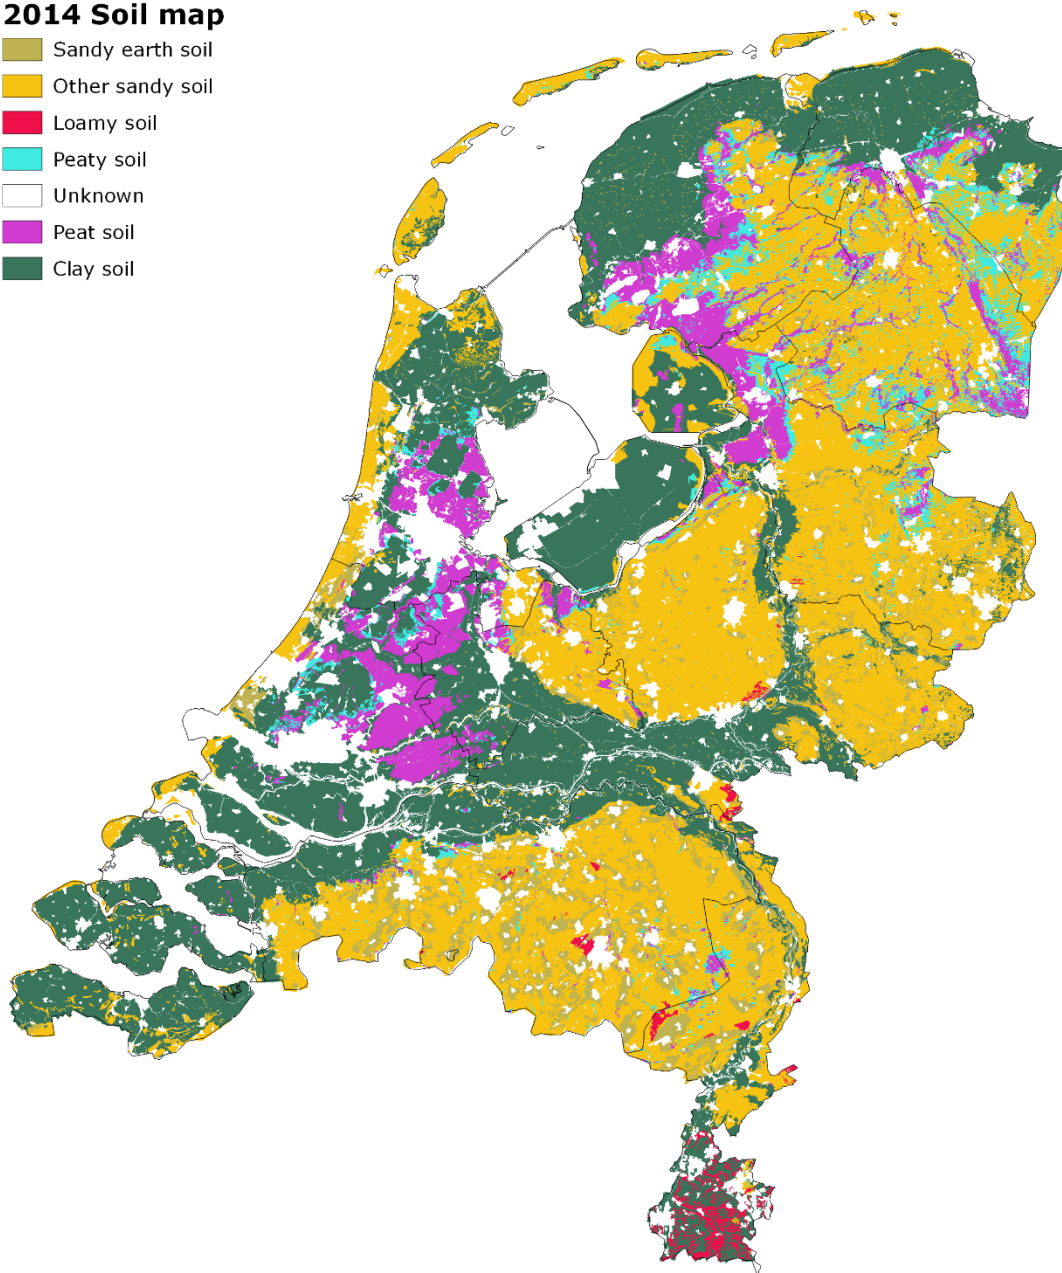 2014 Soil map
Sandy earth soil
Other sandy soil
Loamy soil
Peaty soil
Unknown
Peat soil
Clay soil